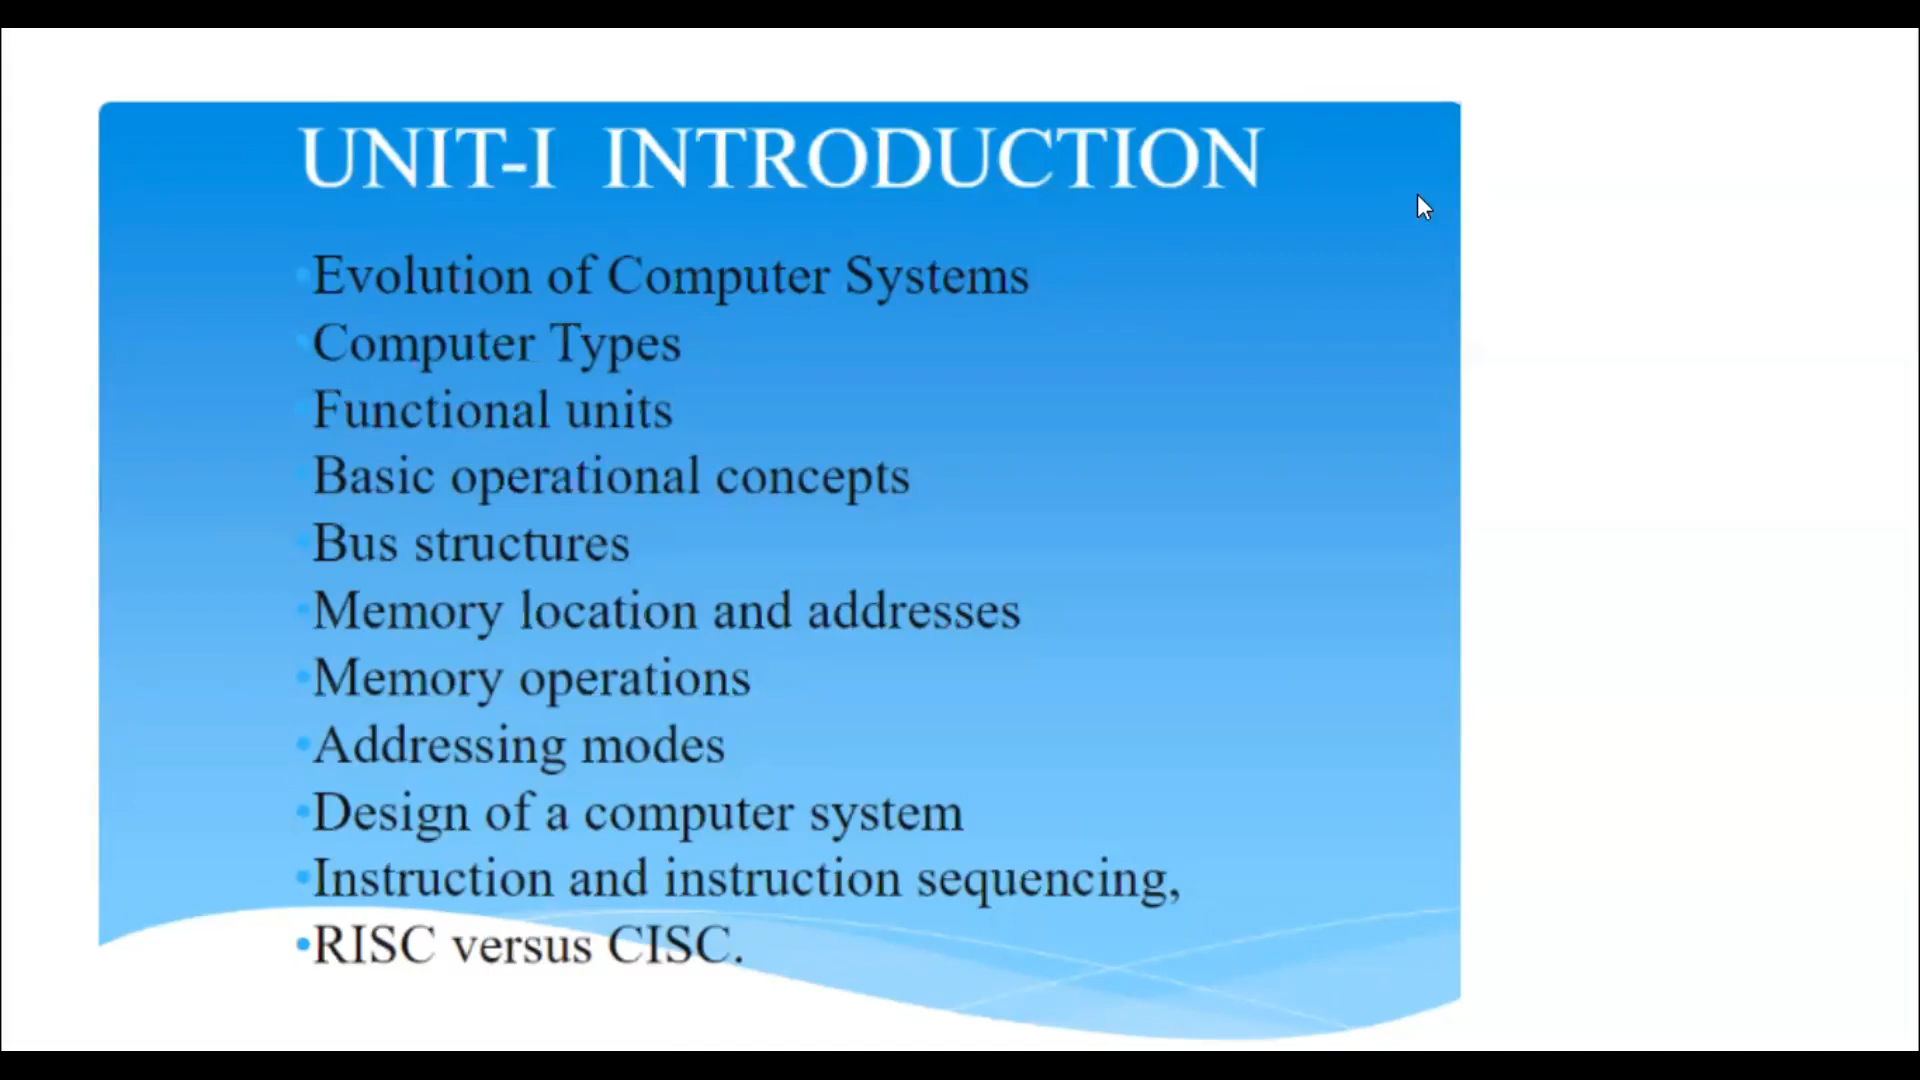 UNIT-I INTRODUCTION
•Evolution of Computer Systems
•Computer Types
•Functional units
•Basic operational concepts
•Bus structures
•Memory location and addresses
•Memory operations
•Addressing modes
•Design of a computer system
•Instruction and instruction sequencing,
•RISC versus CISC.